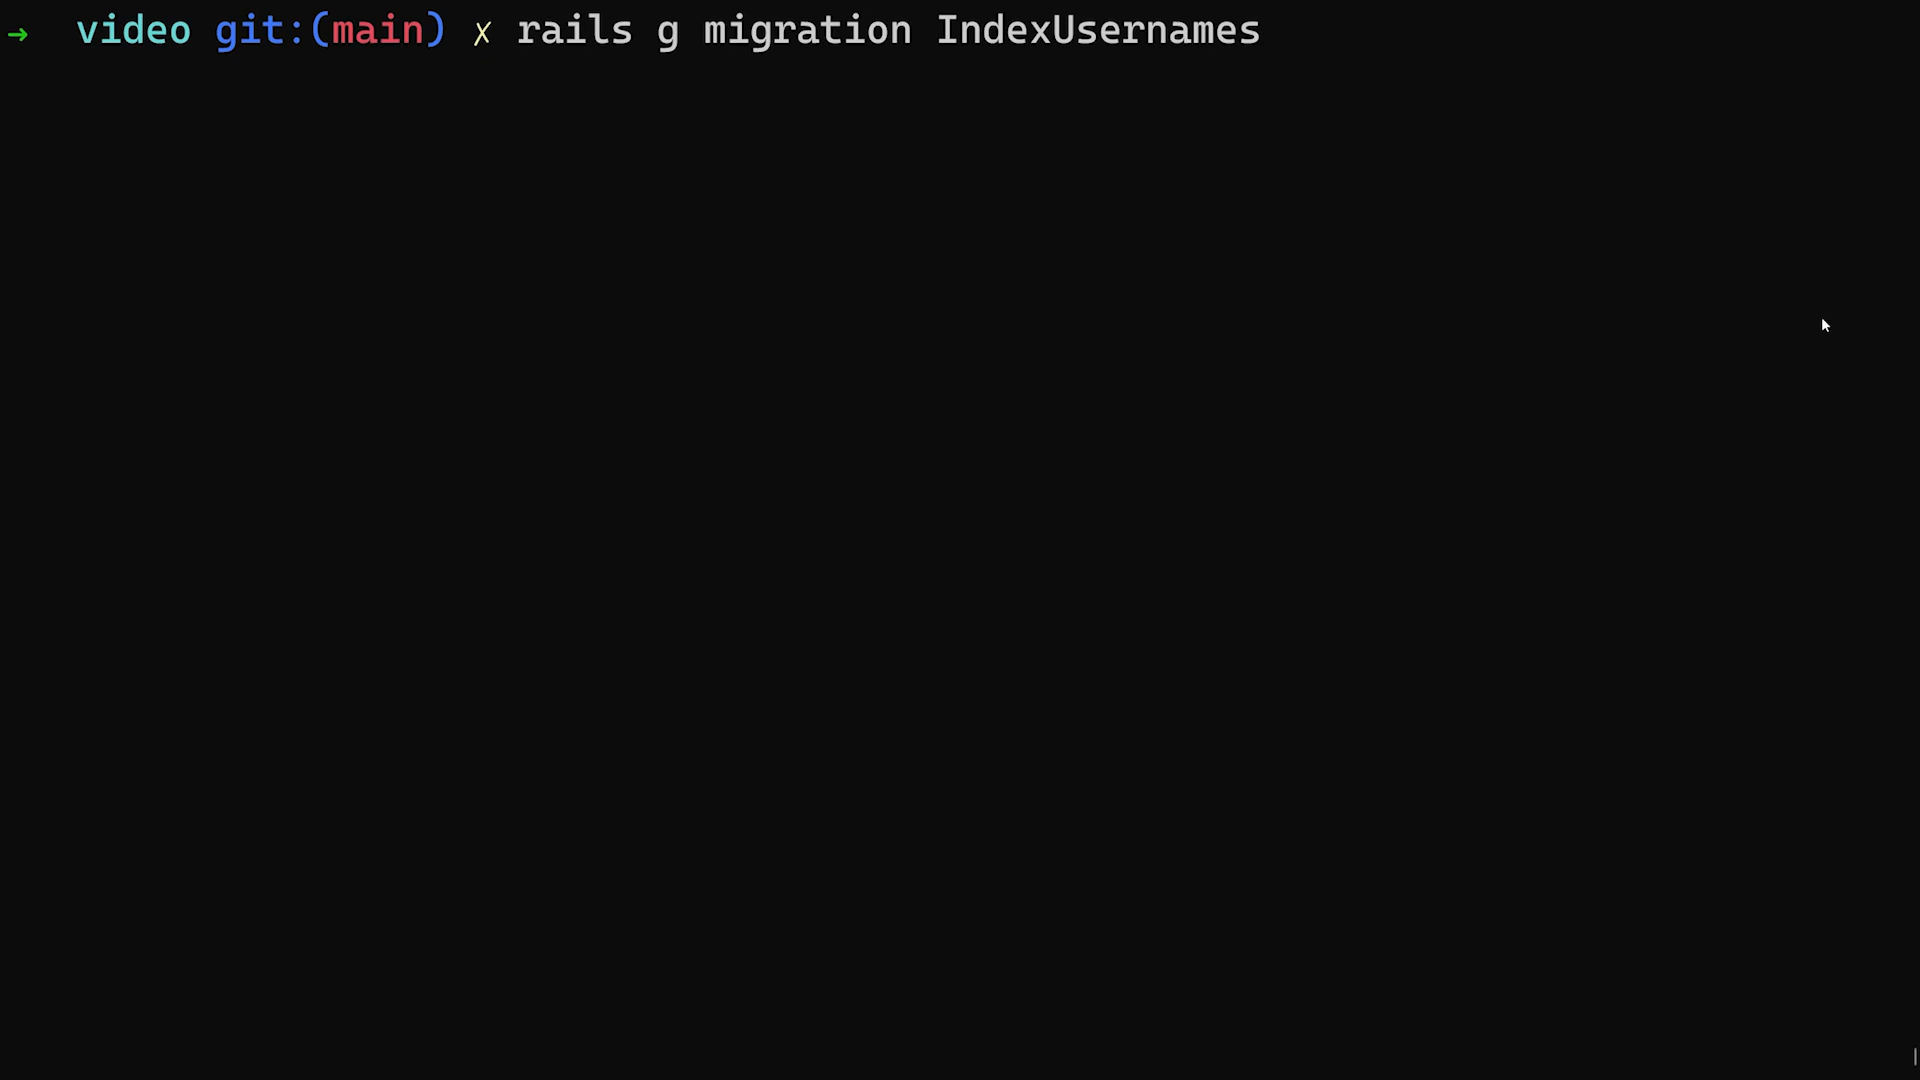 → video git:(main) ✗ rails g migration IndexUsernames